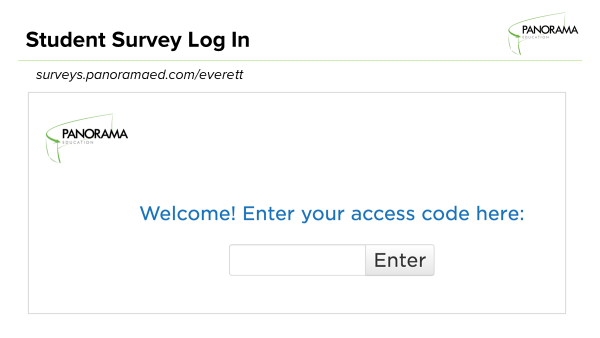 Student Survey Log In
PANORAMA
EDUCATION
surveys.panoramaed.com/everett
PANORAMA
EDUCATION
Welcome! Enter your access code here:
Enter